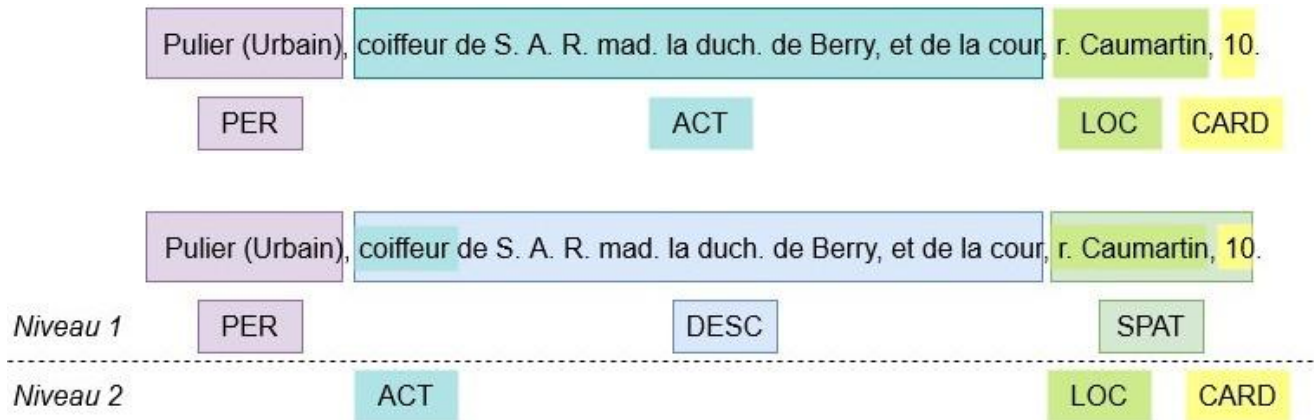 Pulier (Urbain), coiffeur de S. A. R. mad. la duch. de Berry, et de la cour, r. Caumartin, 10.
PER ACT LOC CARD
Pulier (Urbain), coiffeur de S. A. R. mad. la duch. de Berry, et de la cour, r. Caumartin, 10.
Niveau 1 PER DESC SPAT
Niveau 2 ACT LOC CARD